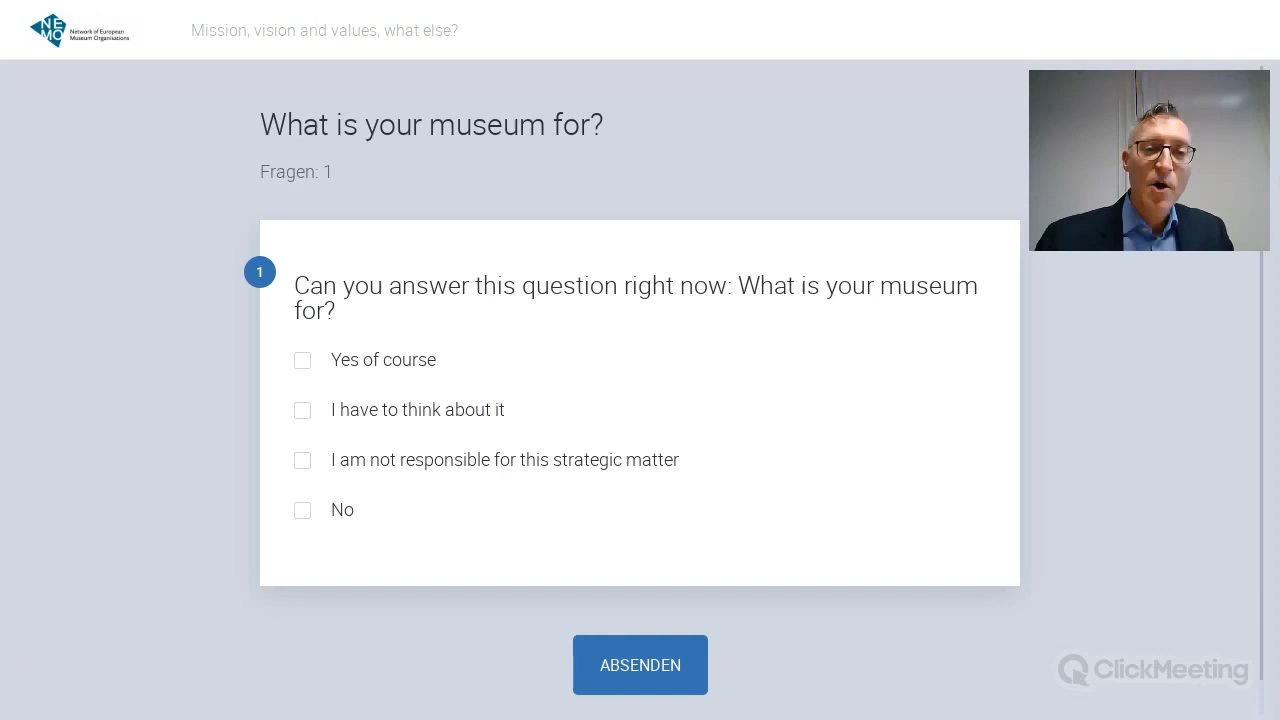 NE
MO
Network of European
Museum Organisations
Mission, vision and values, what else?
What is your museum for?
Fragen: 1
1
Can you answer this question right now: What is your museum
for?
Yes of course
I have to think about it
I am not responsible for this strategic matter
No
ABSENDEN
ClickMeeting